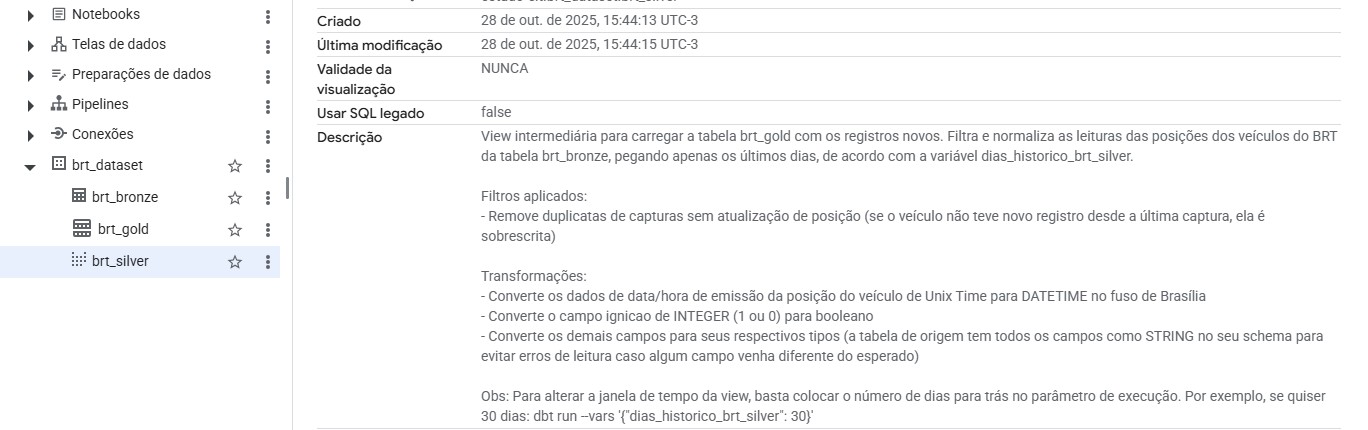 Notebooks
Telas de dados
Preparações de dados
Pipelines
Conexões
brt_dataset
brt_bronze
brt_gold
brt_silver
Criado 28 de out. de 2025, 15:44:13 UTC-3
Última modificação 28 de out. de 2025, 15:44:15 UTC-3
Validade da visualização NUNCA
Usar SQL legado false
Descrição View intermediária para carregar a tabela brt_gold com os registros novos. Filtra e normaliza as leituras das posições dos veículos do BRT
da tabela brt_bronze, pegando apenas os últimos dias, de acordo com a variável dias_historico_brt_silver.
Filtros aplicados:
- Remove duplicatas de capturas sem atualização de posição (se o veículo não teve novo registro desde a última captura, ela é
sobrescrita)
Transformações:
- Converte os dados de data/hora de emissão da posição do veículo de Unix Time para DATETIME no fuso de Brasília
- Converte o campo ignicao de INTEGER (1 ou 0) para booleano
- Converte os demais campos para seus respectivos tipos (a tabela de origem tem todos os campos como STRING no seu schema para
evitar erros de leitura caso algum campo venha diferente do esperado)
Obs: Para alterar a janela de tempo da view, basta colocar o número de dias para trás no parâmetro de execução. Por exemplo, se quiser
30 dias: dbt run --vars '{"dias_historico_brt_silver": 30}'